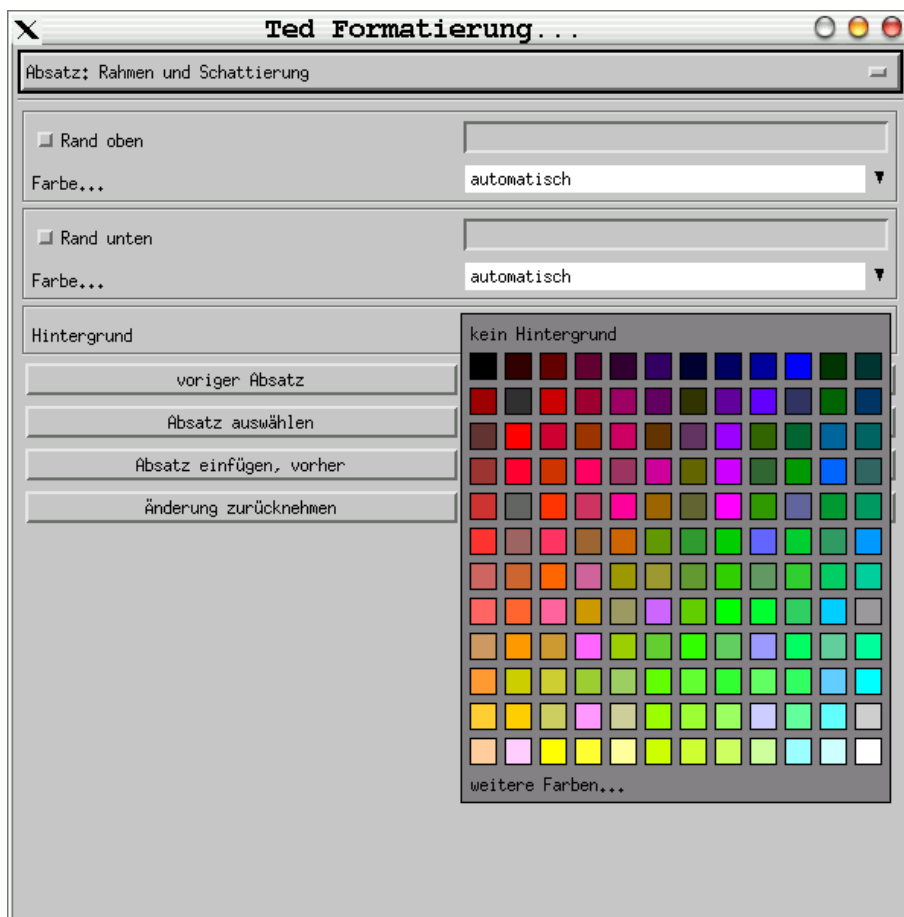 Ted Formatierung...
Absatz: Rahmen und Schattierung
Rand oben
Farbe...
automatisch
Rand unten
Farbe...
automatisch
Hintergrund
kein Hintergrund
voriger Absatz
Absatz auswählen
Absatz einfügen, vorher
Änderung zurücknehmen
weitere Farben...